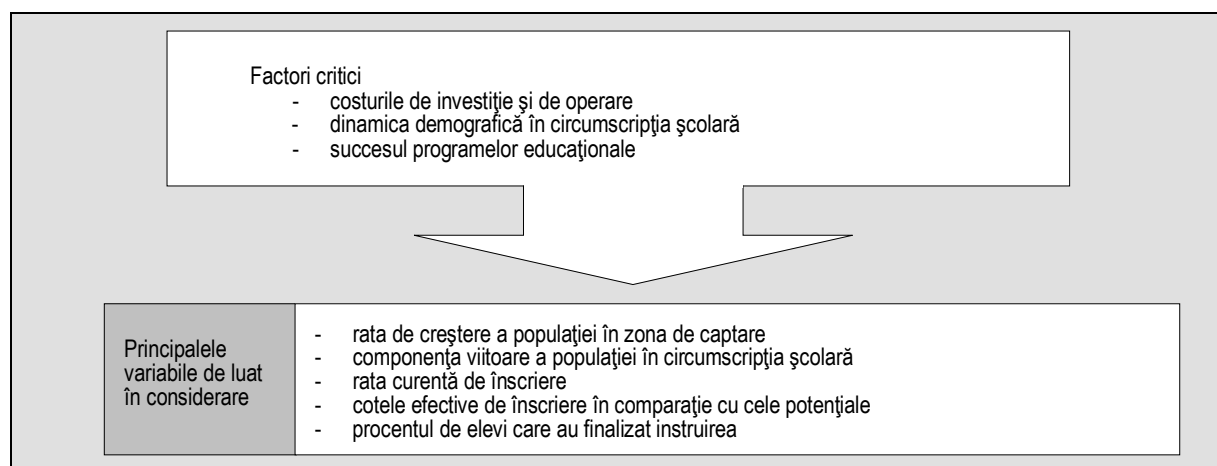 Factori critici
- costurile de investiţie şi de operare
- dinamica demografică în circumscripţia şcolară
- succesul programelor educaţionale
Principalele
variabile de luat
în considerare
- rata de creştere a populaţiei în zona de captare
- componenţa viitoare a populaţiei în circumscripţia şcolară
- rata curentă de înscriere
- cotele efective de înscriere în comparaţie cu cele potenţiale
- procentul de elevi care au finalizat instruirea